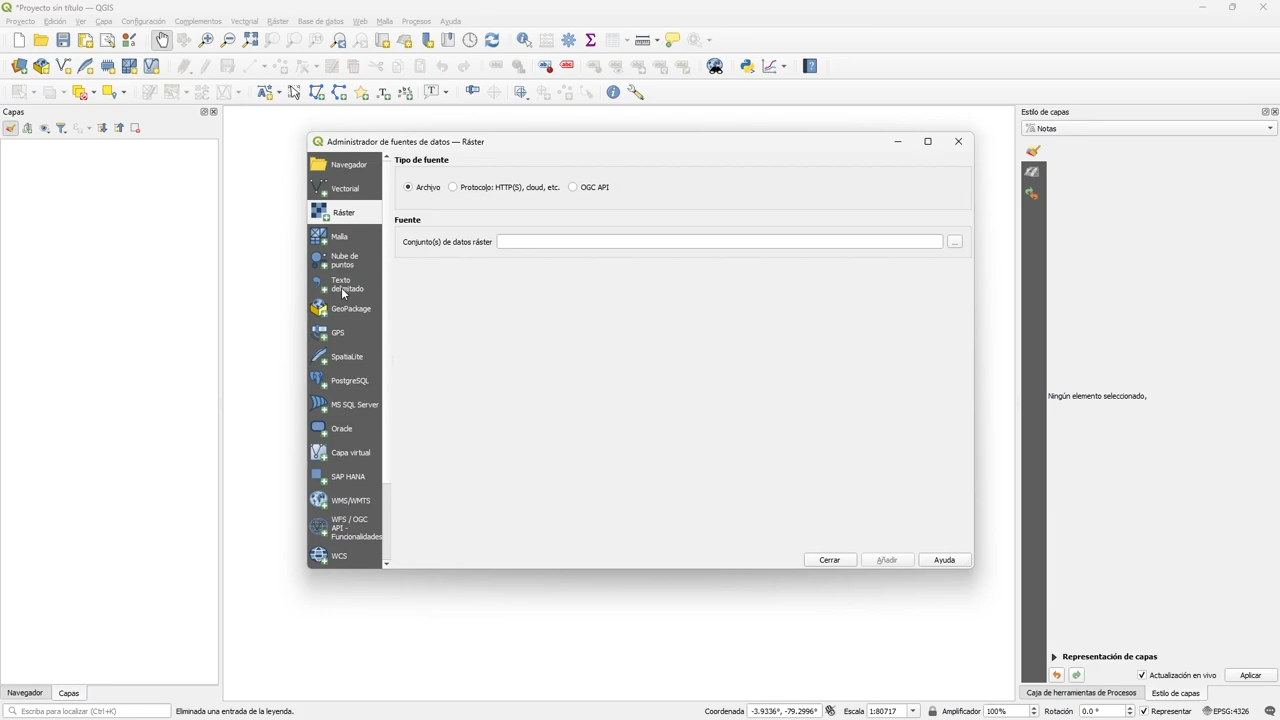 *Proyecto sin título — QGIS
Proyecto Edición Ver Capa Configuración Complementos Vectorial Ráster Base de datos Web Malla Procesos Ayuda
Capas
Estilo de capas
Notas
Administrador de fuentes de datos — Ráster
Navegador
Vectorial
Ráster
Malla
Nube de
puntos
Texto
delimitado
GeoPackage
GPS
SpatiaLite
PostgreSQL
MS SQL Server
Oracle
Capa virtual
SAP HANA
WMS/WMTS
WFS / OGC
API -
Funcionalidades
WCS
Tipo de fuente
Archivo Protocolo: HTTP(S), cloud, etc. OGC API
Fuente
Conjunto(s) de datos ráster ...
Cerrar Añadir Ayuda
Ningún elemento seleccionado,
Representación de capas
Actualización en vivo Aplicar
Navegador Capas
Caja de herramientas de Procesos Estilo de capas
Escriba para localizar (Ctrl+K) Eliminada una entrada de la leyenda. Coordenada -3.9336°, -79.2996° Escala 1:80717 Amplificador 100% Rotación 0.0 ° Representar EPSG:4326